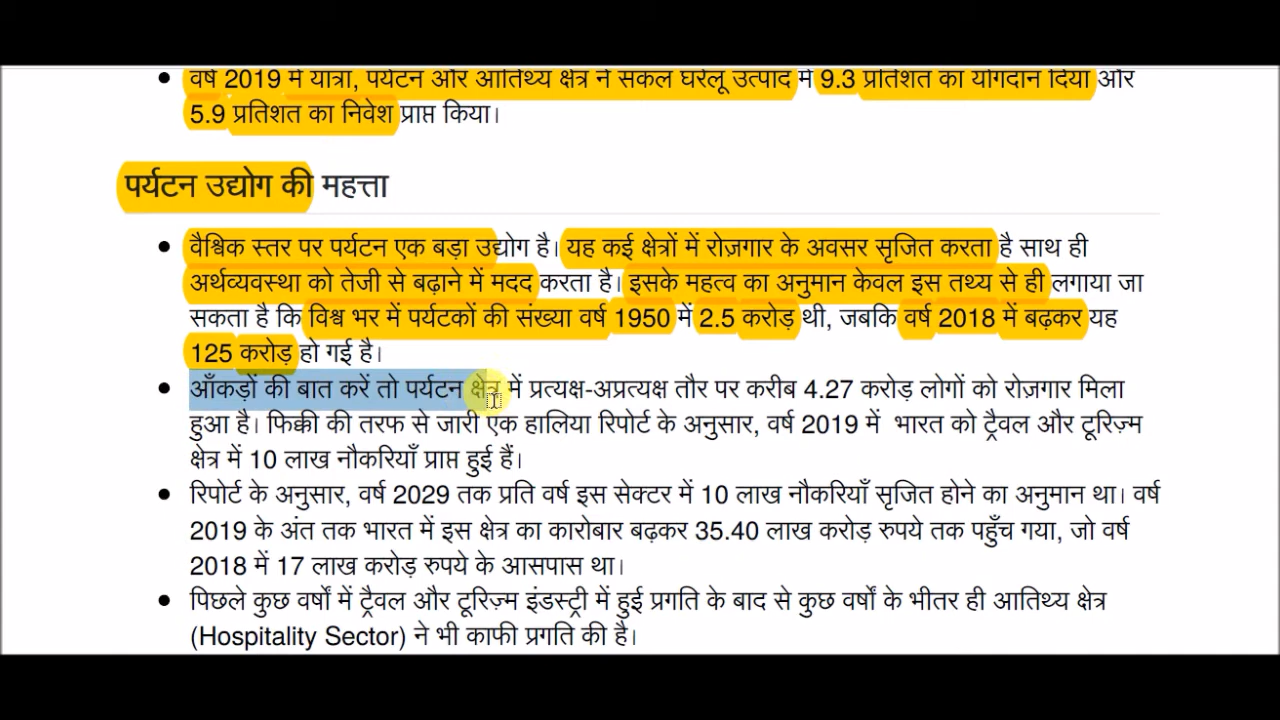 वर्ष 2019 में यात्रा, पर्यटन और आतिथ्य क्षेत्र ने सकल घरेलू उत्पाद में 9.3 प्रतिशत का योगदान दिया और
5.9 प्रतिशत का निवेश प्राप्त किया।
पर्यटन उद्योग की महत्ता
वैश्विक स्तर पर पर्यटन एक बड़ा उद्योग है। यह कई क्षेत्रों में रोज़गार के अवसर सृजित करता है साथ ही
अर्थव्यवस्था को तेजी से बढ़ाने में मदद करता है। इसके महत्व का अनुमान केवल इस तथ्य से ही लगाया जा
सकता है कि विश्व भर में पर्यटकों की संख्या वर्ष 1950 में 2.5 करोड़ थी, जबकि वर्ष 2018 में बढ़कर यह
125 करोड़ हो गई है।
आँकड़ों की बात करें तो पर्यटन क्षेत्र में प्रत्यक्ष-अप्रत्यक्ष तौर पर करीब 4.27 करोड़ लोगों को रोज़गार मिला
हुआ है। फिक्की की तरफ से जारी एक हालिया रिपोर्ट के अनुसार, वर्ष 2019 में भारत को ट्रैवल और टूरिज़्म
क्षेत्र में 10 लाख नौकरियाँ प्राप्त हुई हैं।
रिपोर्ट के अनुसार, वर्ष 2029 तक प्रति वर्ष इस सेक्टर में 10 लाख नौकरियाँ सृजित होने का अनुमान था। वर्ष
2019 के अंत तक भारत में इस क्षेत्र का कारोबार बढ़कर 35.40 लाख करोड़ रुपये तक पहुँच गया, जो वर्ष
2018 में 17 लाख करोड़ रुपये के आसपास था।
पिछले कुछ वर्षों में ट्रैवल और टूरिज़्म इंडस्ट्री में हुई प्रगति के बाद से कुछ वर्षों के भीतर ही आतिथ्य क्षेत्र
(Hospitality Sector) ने भी काफी प्रगति की है।